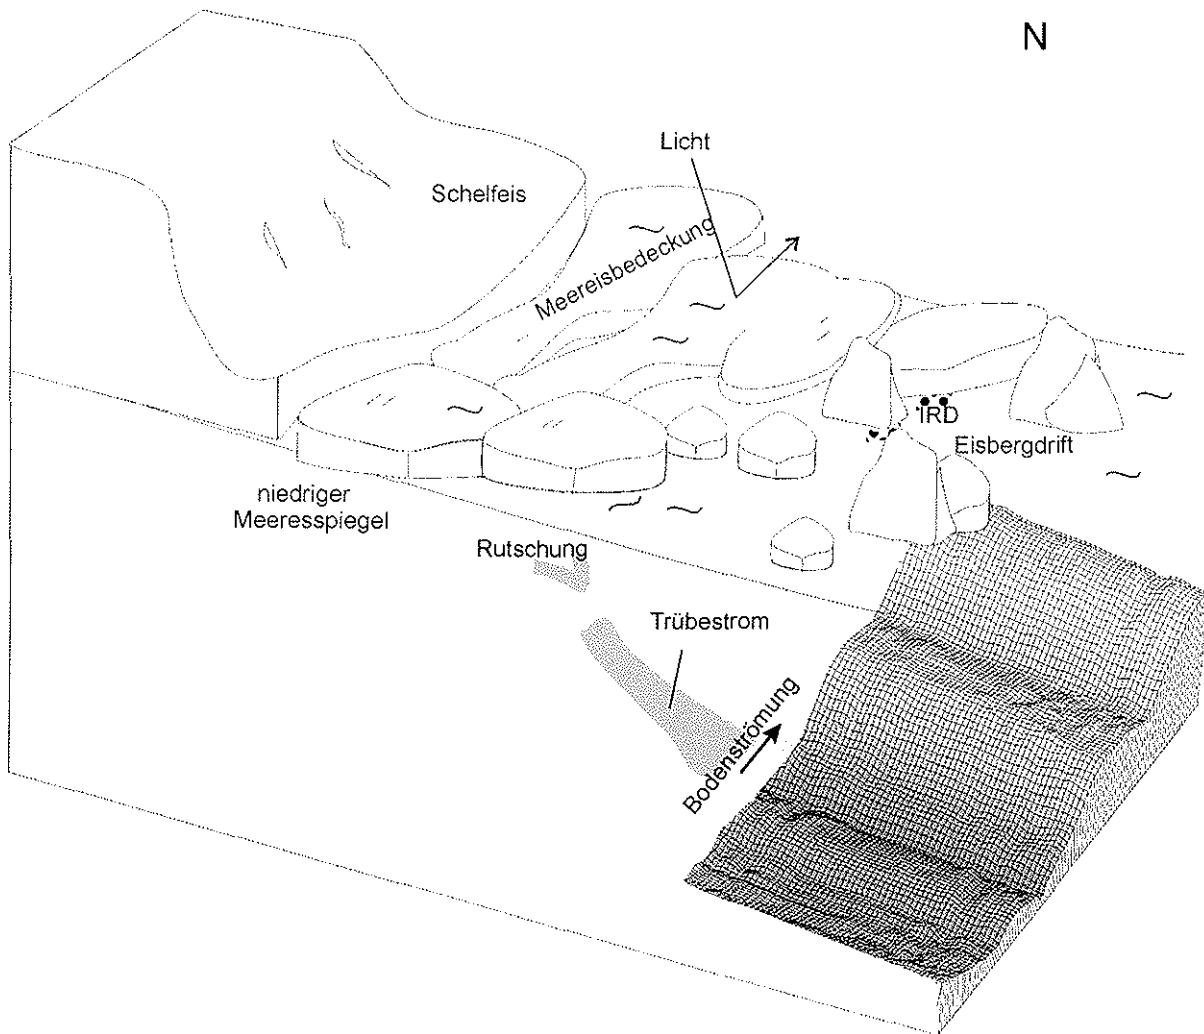 N
Licht
Schelfeis
Meereisbedeckung
IRD
Eisbergdrift
niedriger
Meeresspiegel
Rutschung
Trübestrom
Bodenströmung